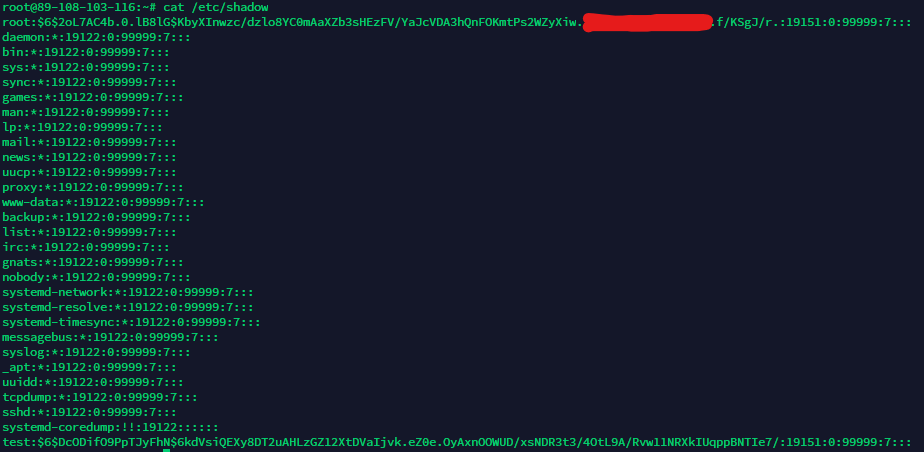 root@89-108-103-116:~# cat /etc/shadow
root:$6$2oL7AC4b.0.lB8lG$KbyXInwzc/dzlo8YC0mAaXZb3sHEzFV/YaJcVDA3hQnFOKmtPs2WZyXiw. .f/KSgJ/r.:19151:0:99999:7:::
daemon:*:19122:0:99999:7:::
bin:*:19122:0:99999:7:::
sys:*:19122:0:99999:7:::
sync:*:19122:0:99999:7:::
games:*:19122:0:99999:7:::
man:*:19122:0:99999:7:::
lp:*:19122:0:99999:7:::
mail:*:19122:0:99999:7:::
news:*:19122:0:99999:7:::
uucp:*:19122:0:99999:7:::
proxy:*:19122:0:99999:7:::
www-data:*:19122:0:99999:7:::
backup:*:19122:0:99999:7:::
list:*:19122:0:99999:7:::
irc:*:19122:0:99999:7:::
gnats:*:19122:0:99999:7:::
nobody:*:19122:0:99999:7:::
systemd-network:*:19122:0:99999:7:::
systemd-resolve:*:19122:0:99999:7:::
systemd-timesync:*:19122:0:99999:7:::
messagebus:*:19122:0:99999:7:::
syslog:*:19122:0:99999:7:::
_apt:*:19122:0:99999:7:::
uuidd:*:19122:0:99999:7:::
tcpdump:*:19122:0:99999:7:::
sshd:*:19122:0:99999:7:::
systemd-coredump:!!:19122::::::
test:$6$DcODifO9PpTJyFhN$6kdVsiQEXy8DT2uAHLzGZl2XtDVaIjvk.eZ0e.OyAxnOOWUD/xsNDR3t3/4OtL9A/Rvw11NRXkIUqppBNTIe7/:19151:0:99999:7:::